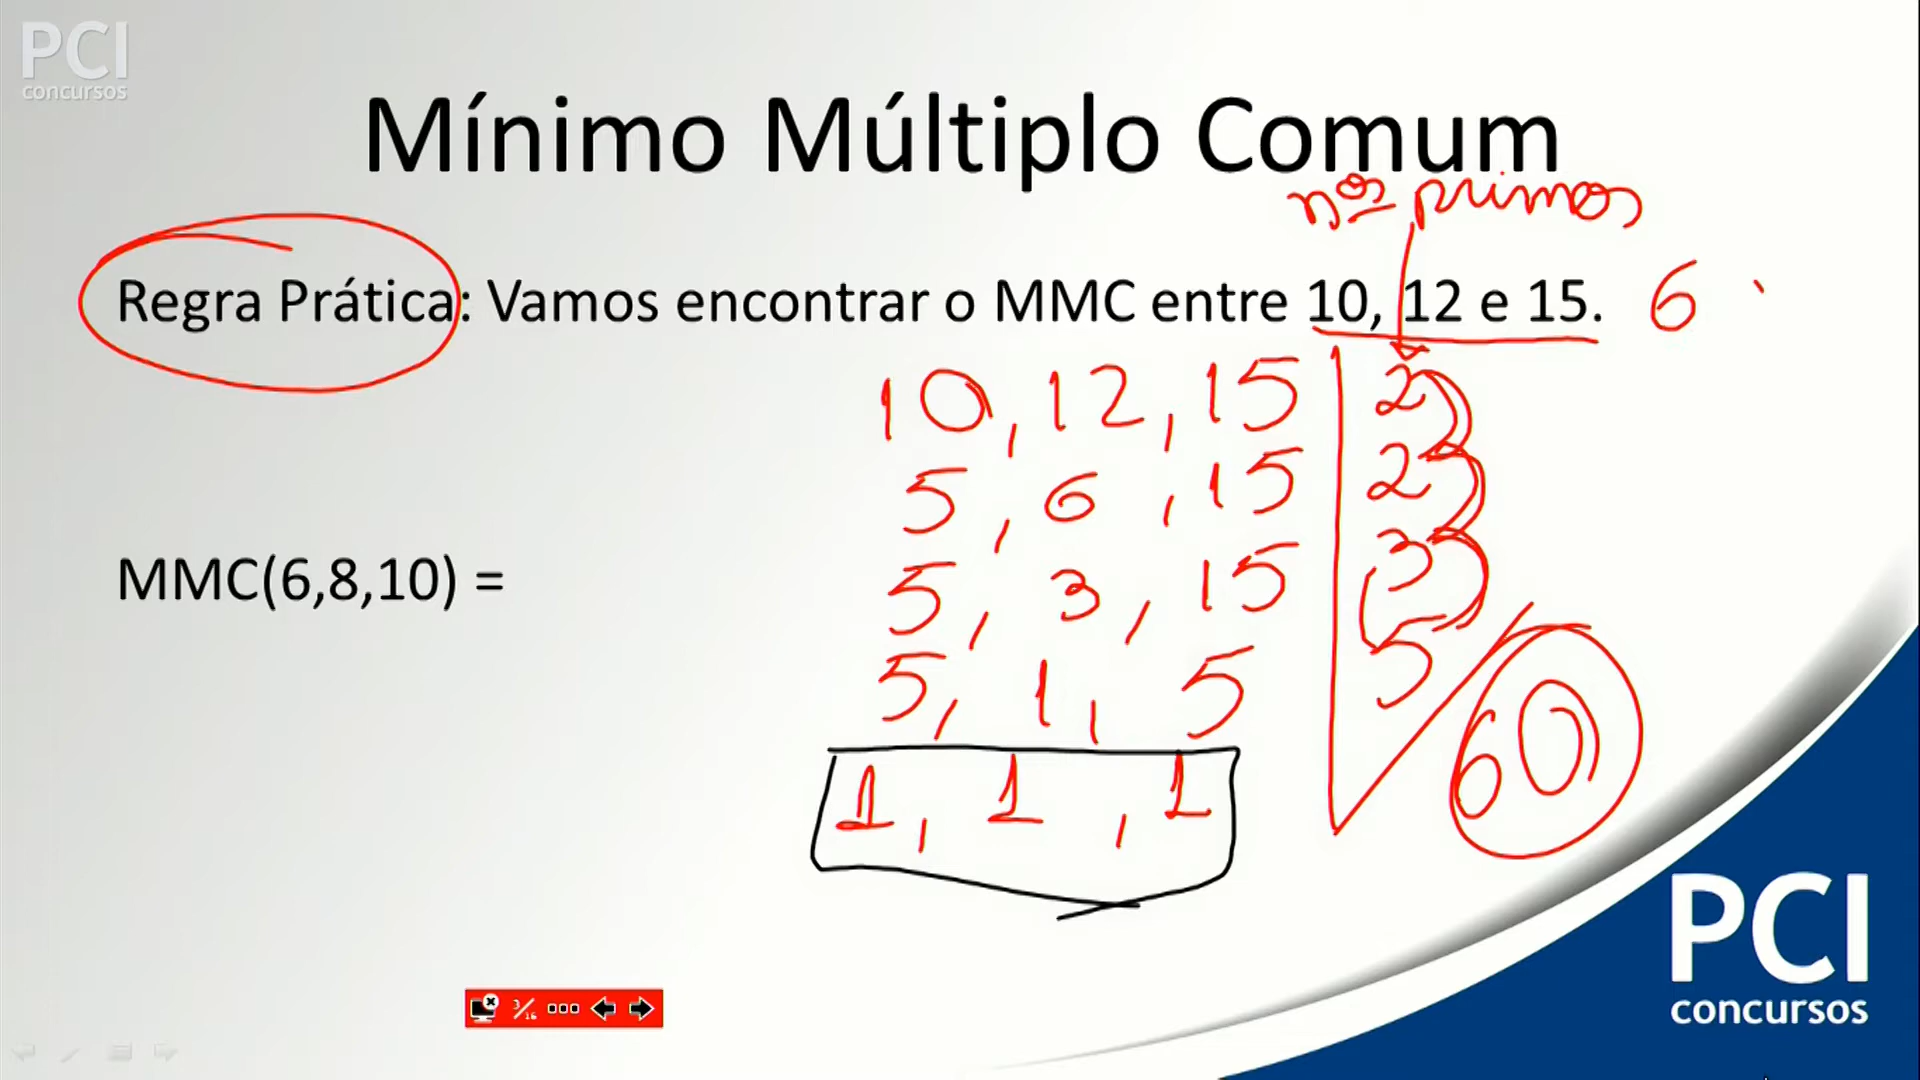 PCI
concursos
Mínimo Múltiplo Comum
nos primos
Regra Prática: Vamos encontrar o MMC entre 10, 12 e 15. 6
10, 12, 15 2
5, 6, 15 2
5, 3, 15 3
5, 1, 5 5
1, 1, 1 60
MMC(6,8,10) =
3/16
PCI
concursos